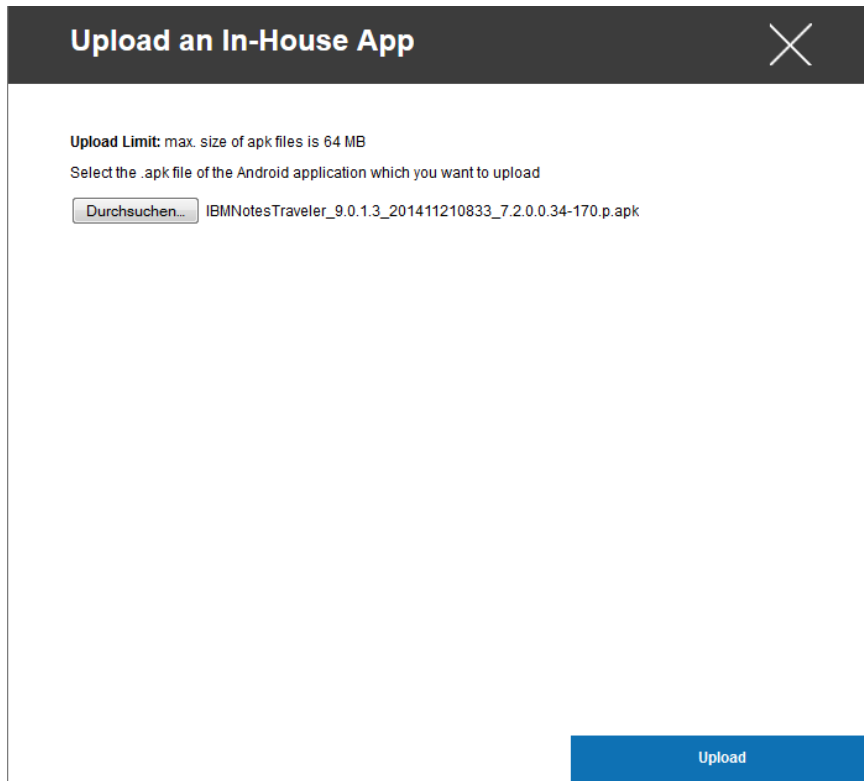 Upload an In-House App
Upload Limit: max. size of apk files is 64 MB
Select the .apk file of the Android application which you want to upload
Durchsuchen... IBMNotesTraveler_9.0.1.3_201411210833_7.2.0.0.34-170.p.apk
Upload